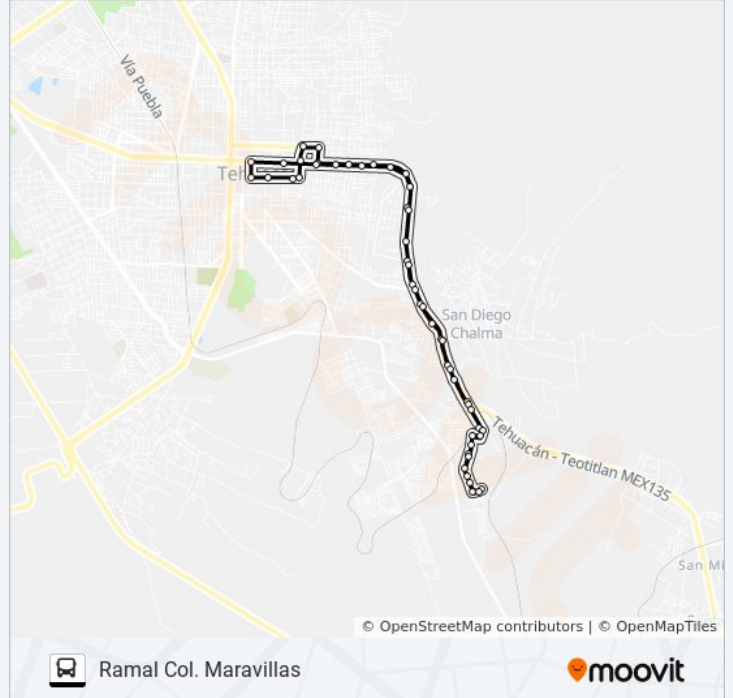 Vía Puebla
Teh
San Diego
Chalma
Tehuacán - Teotitlan MEX135
San Mi
© OpenStreetMap contributors | © OpenMapTiles
Ramal Col. Maravillas
moovit